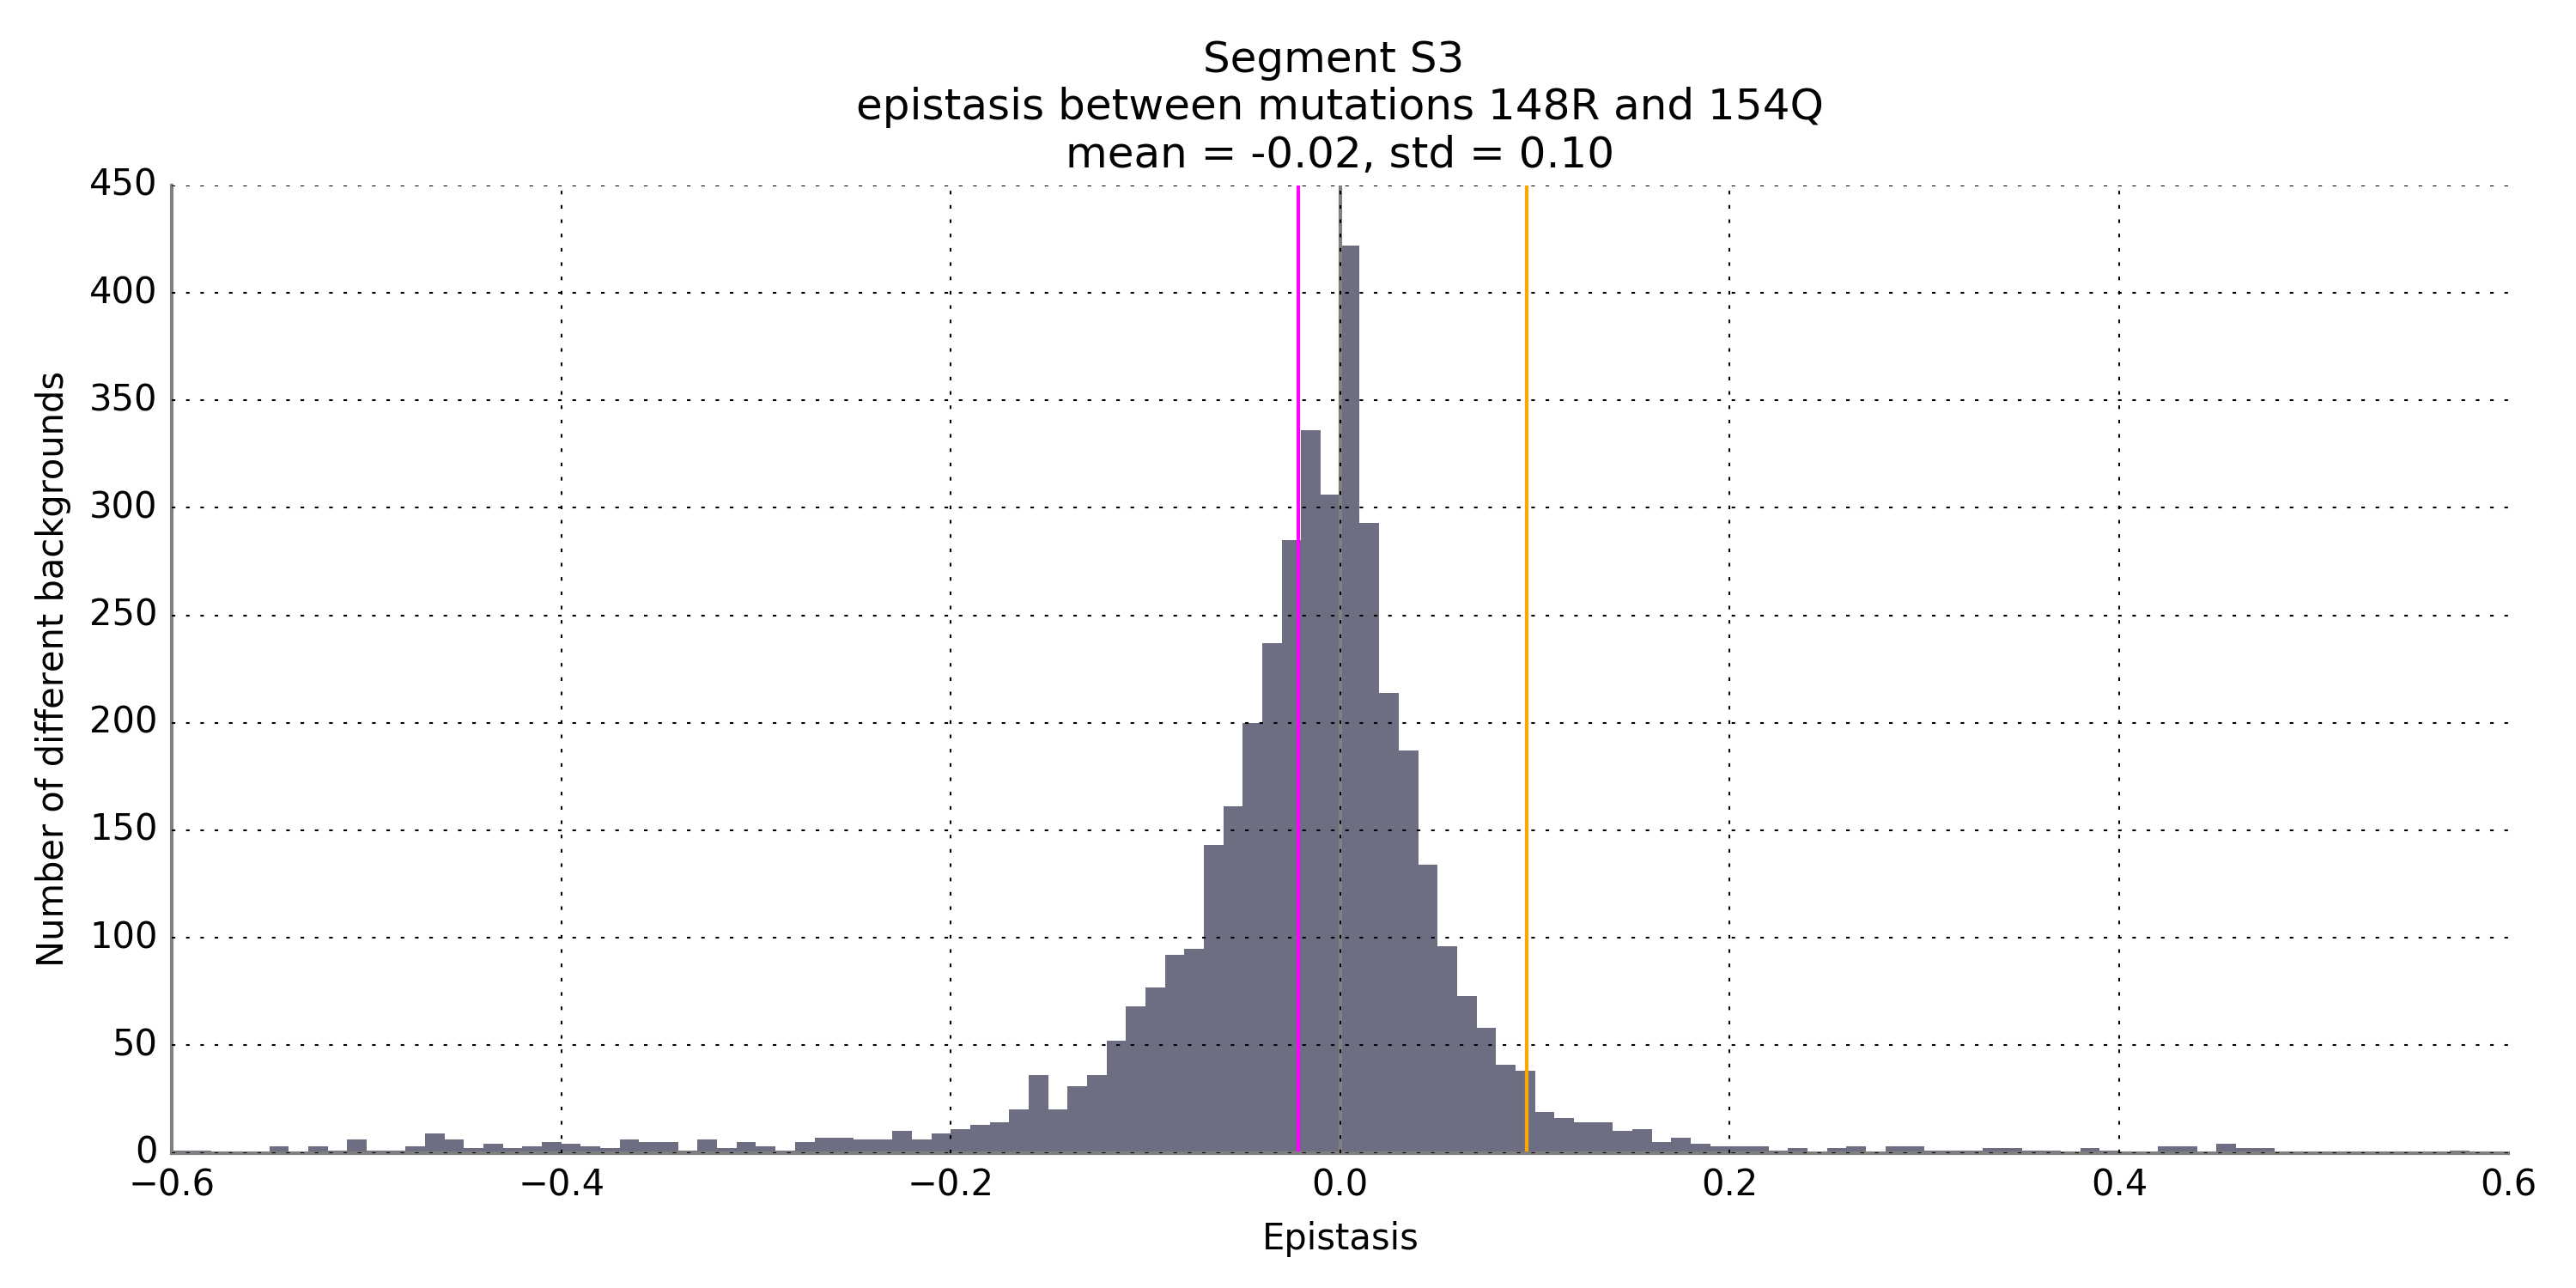 Segment S3
epistasis between mutations 148R and 154Q
mean = -0.02, std = 0.10
Number of different backgrounds
450
400
350
300
250
200
150
100
50
0
−0.6 −0.4 −0.2 0.0 0.2 0.4 0.6
Epistasis